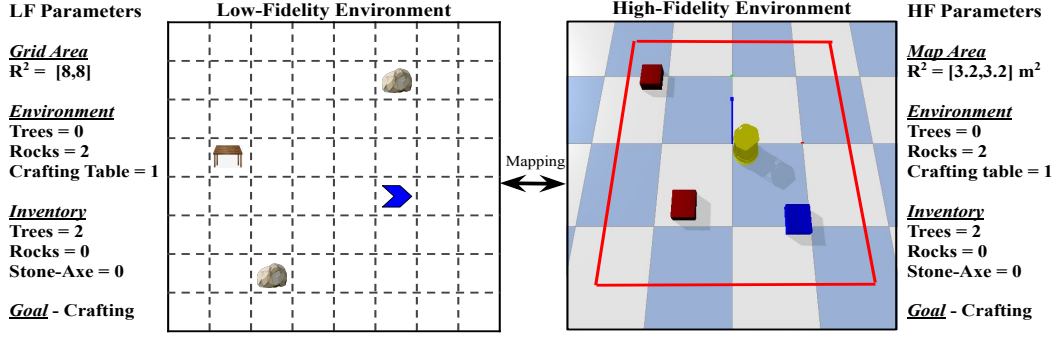 LF Parameters
Grid Area
R² = [8,8]
Environment
Trees = 0
Rocks = 2
Crafting Table = 1
Inventory
Trees = 2
Rocks = 0
Stone-Axe = 0
Goal - Crafting
Low-Fidelity Environment
Mapping
High-Fidelity Environment
HF Parameters
Map Area
R² = [3.2,3.2] m²
Environment
Trees = 0
Rocks = 2
Crafting table = 1
Inventory
Trees = 2
Rocks = 0
Stone-Axe = 0
Goal - Crafting